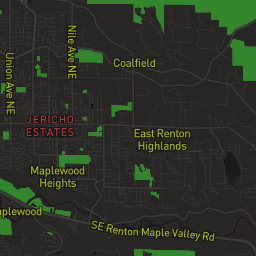 Nile Ave NE
Union Ave NE
Coalfield
JERICHO
ESTATES
East Renton
Highlands
Maplewood
Heights
aplewood
SE Renton Maple Valley Rd